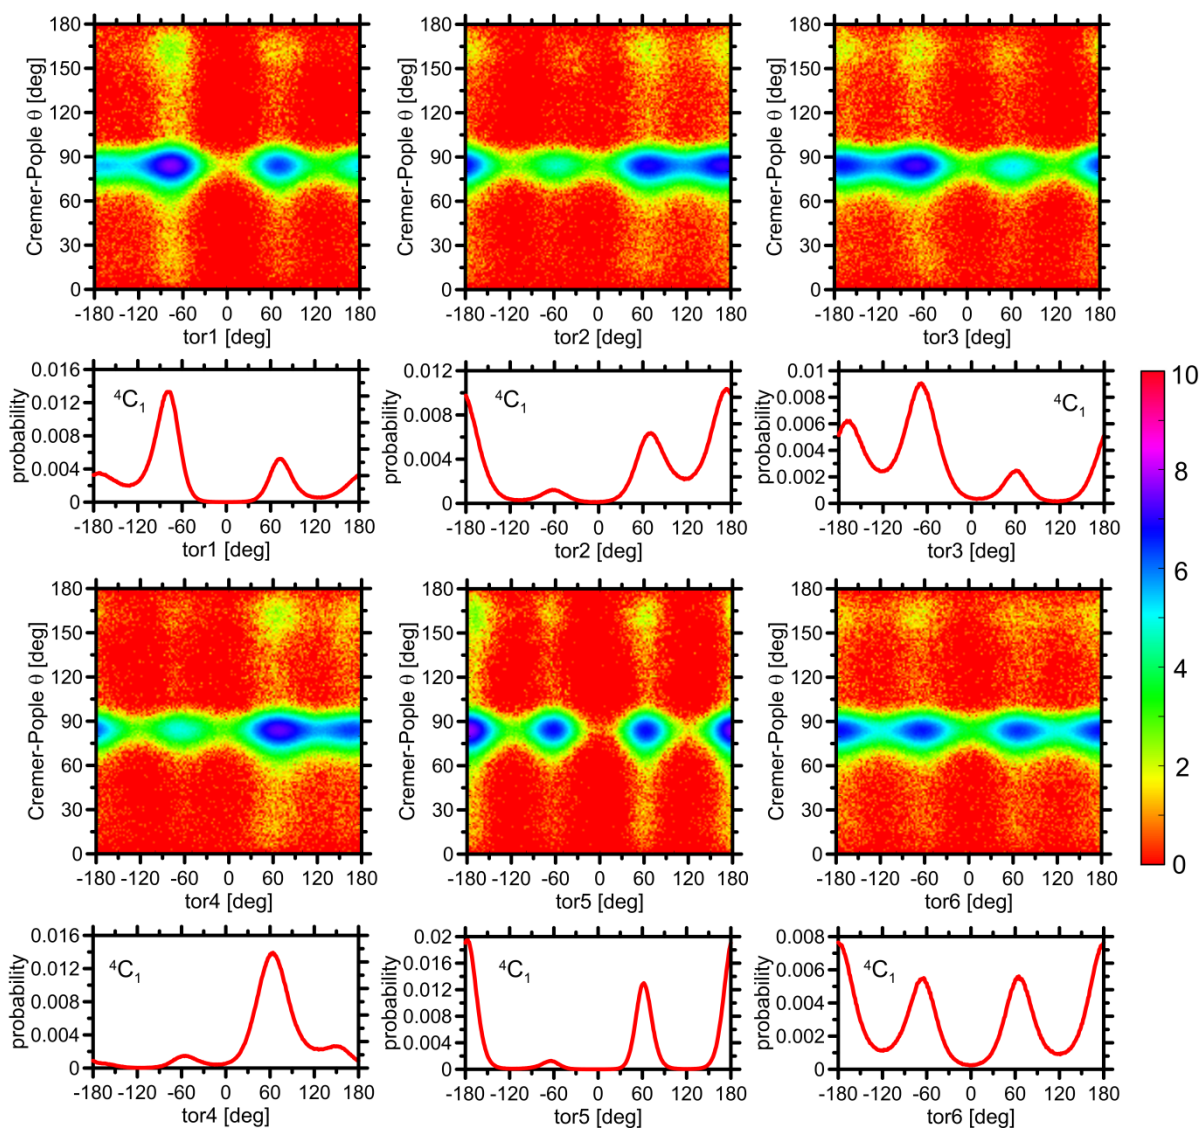 180 180 180
150 150 150
Cremer-Pople θ [deg] Cremer-Pople θ [deg] Cremer-Pople θ [deg]
120 120 120
90 90 90
60 60 60
30 30 30
0 0 0
-180 -120 -60 0 60 120 180 -180 -120 -60 0 60 120 180 -180 -120 -60 0 60 120 180
tor1 [deg] tor2 [deg] tor3 [deg]
probability probability probability
0.016 0.012 0.01
0.012 0.008 0.008
0.008 0.004 0.006
0.004 0 0.004
0 0.002
0
⁴C₁ ⁴C₁ ⁴C₁
-180 -120 -60 0 60 120 180 -180 -120 -60 0 60 120 180 -180 -120 -60 0 60 120 180
tor1 [deg] tor2 [deg] tor3 [deg]
10
8
6
4
2
0
180 180 180
150 150 150
Cremer-Pople θ [deg] Cremer-Pople θ [deg] Cremer-Pople θ [deg]
120 120 120
90 90 90
60 60 60
30 30 30
0 0 0
-180 -120 -60 0 60 120 180 -180 -120 -60 0 60 120 180 -180 -120 -60 0 60 120 180
tor4 [deg] tor5 [deg] tor6 [deg]
probability probability probability
0.016 0.02 0.008
0.012 0.016 0.006
0.008 0.012 0.004
0.004 0.008 0.002
0 0.004 0
0
⁴C₁ ⁴C₁ ⁴C₁
-180 -120 -60 0 60 120 180 -180 -120 -60 0 60 120 180 -180 -120 -60 0 60 120 180
tor4 [deg] tor5 [deg] tor6 [deg]